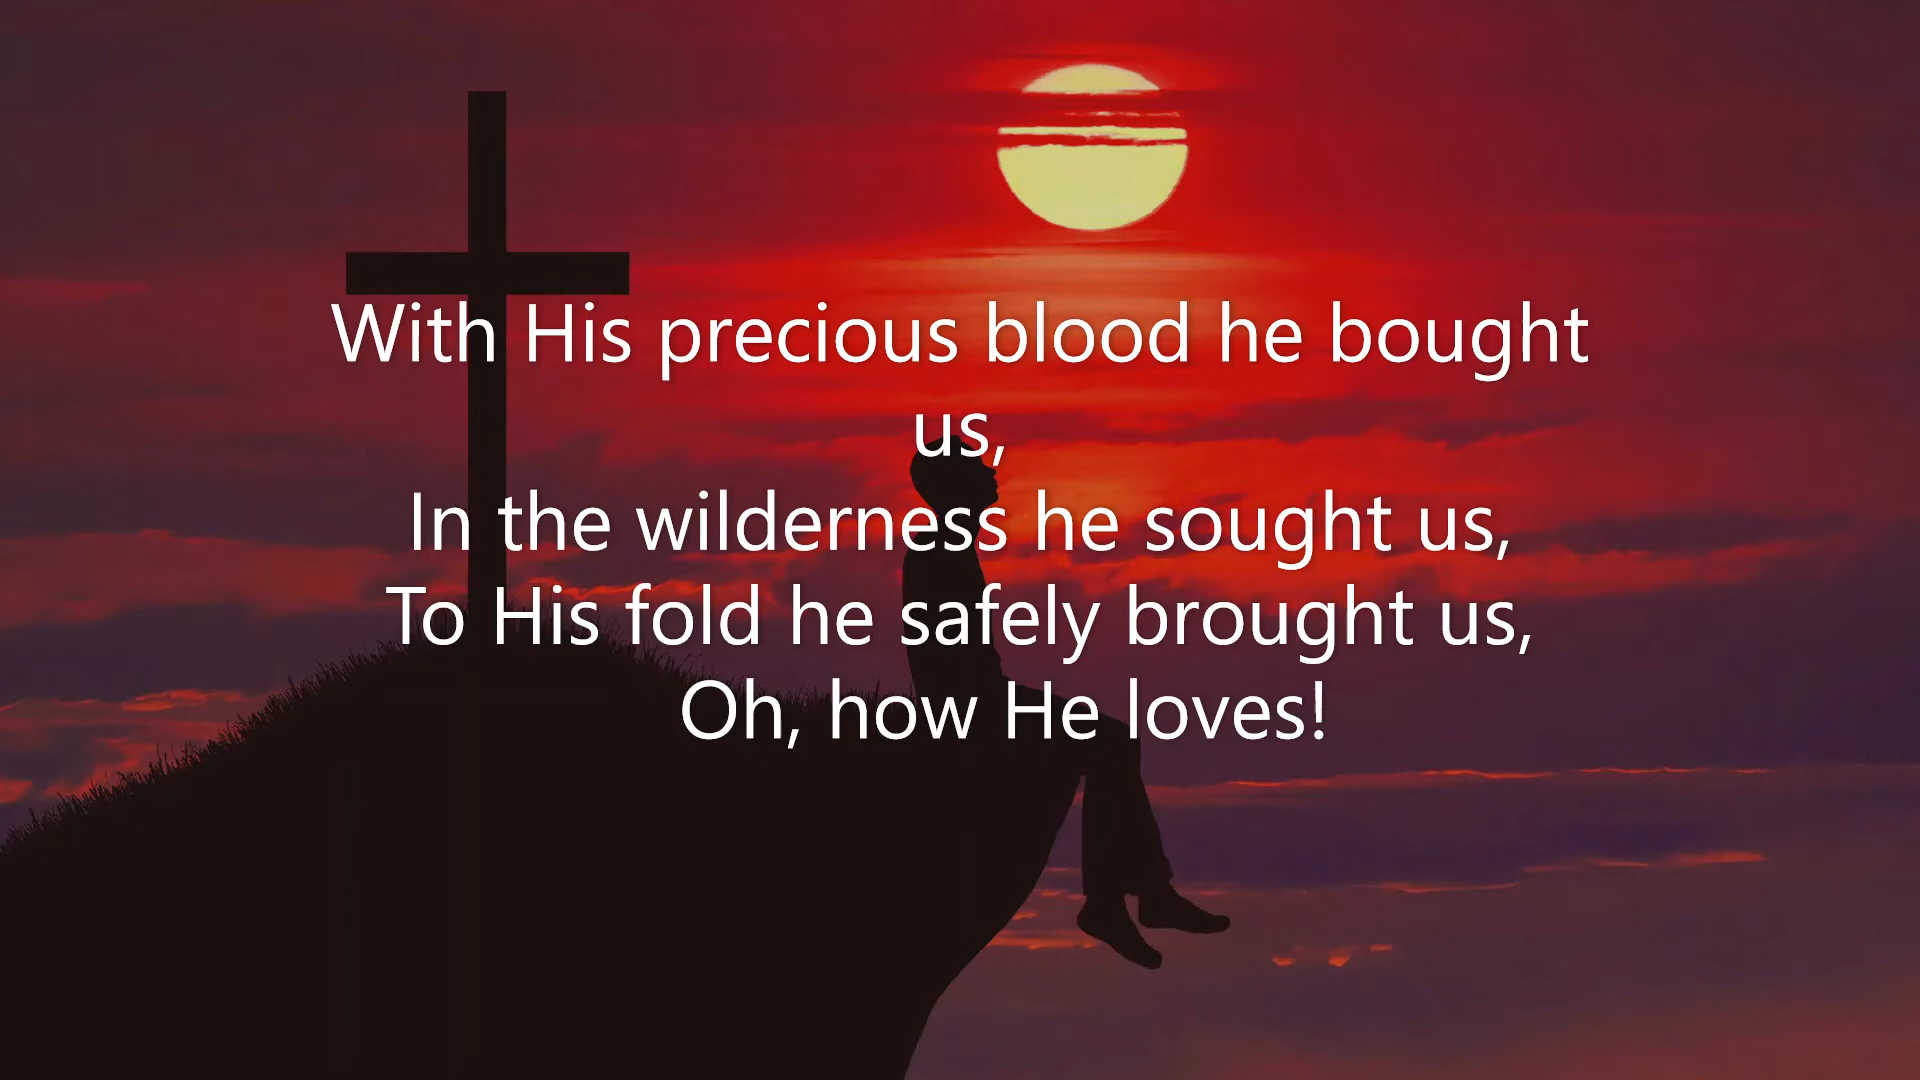 With His precious blood he bought
us,
In the wilderness he sought us,
To His fold he safely brought us,
Oh, how He loves!